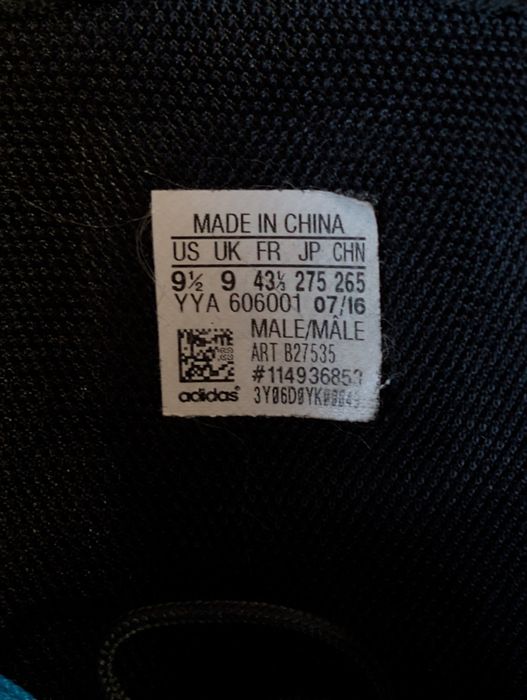 MADE IN CHINA
US UK FR JP CHN
9½ 9 43⅓ 275 265
YYA 606001 07/16
MALE/MÂLE
ART B27535
adidas